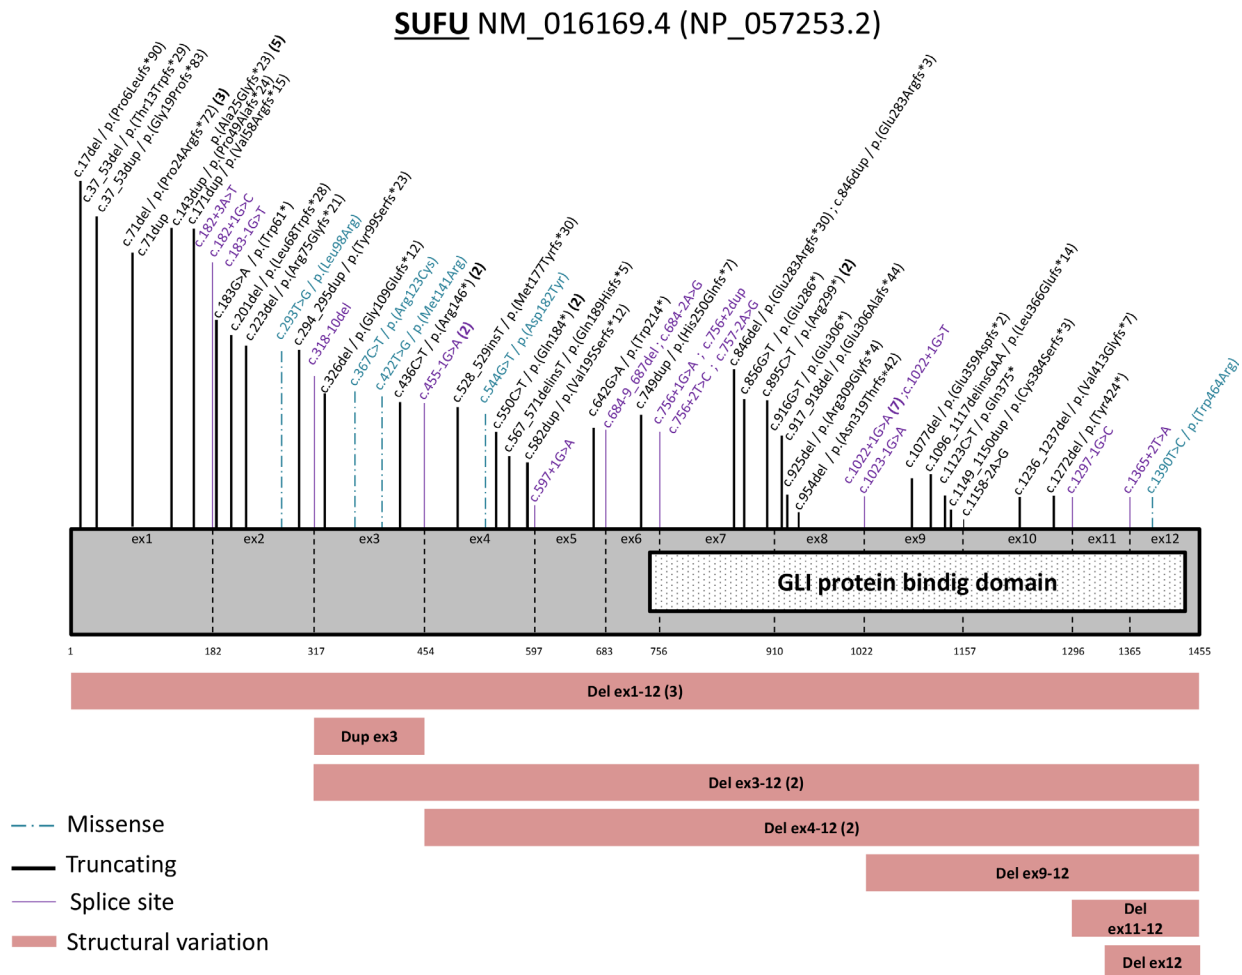 SUFU NM_016169.4 (NP_057253.2)
c.17del / p.(Pro6Leufs*90)
c.37_53del / p.(Thr13Trpfs*29)
c.37_53dup / p.(Gly19Profs*83)
c.71del / p.(Pro24Argfs*72) (3)
c.71dup p.(Ala25Glyfs*23) (5)
c.143dup / p.(Pro49Alafs*24)
c.171dup / p.(Val58Argfs*15)
c.182+3A>T
c.182+1G>C
c.183-1G>T
c.183G>A / p.(Trp61*)
c.201del / p.(Leu68Trpfs*28)
c.223del / p.(Arg75Glyfs*21)
c.293T>G / p.(Leu98Arg)
c.294_295dup / p.(Tyr99Serfs*23)
c.318-10del
c.326del / p.(Gly109Glufs*12)
c.367C>T / p.(Arg123Cys)
c.422T>G / p.(Met141Arg)
c.436C>T / p.(Arg146*) (2)
c.455-1G>A (2)
c.528_529insT / p.(Met177Tyrfs*30)
c.544G>T / p.(Asp182Tyr)
c.550C>T / p.(Gln184*) (2)
c.567_571delinsT / p.(Gln189Hisfs*5)
c.582dup / p.(Val195Serfs*12)
c.597+1G>A
c.642G>A / p.(Trp214*)
c.684-9_687del ; c.684-2A>G
c.749dup / p.(His250Glnfs*7)
c.756+1G>A ; c.756+2dup
c.756+2T>C ; c.757-2A>G
c.846del / p.(Glu283Argfs*30) ; c.846dup / p.(Glu283Argfs*3)
c.856G>T / p.(Glu286*)
c.895C>T / p.(Arg299*) (2)
c.916G>T / p.(Glu306*)
c.917_918del / p.(Glu306Alafs*44)
c.925del / p.(Arg309Glyfs*4)
c.954del / p.(Asn319Thrfs*42)
c.1022+1G>A (7) ; c.1022+1G>T
c.1023-1G>A
c.1077del / p.(Glu359Aspfs*2)
c.1096_1117delinsGAA / p.(Leu366Glufs*14)
c.1123C>T / p.Gln375*
c.1149_1150dup / p.(Cys384Serfs*3)
c.1158-2A>G
c.1236_1237del / p.(Val413Glyfs*7)
c.1272del / p.(Tyr424*)
c.1297-1G>C
c.1365+2T>A
c.1390T>C / p.(Trp464Arg)
ex1 ex2 ex3 ex4 ex5 ex6 ex7 ex8 ex9 ex10 ex11 ex12
GLI protein bindig domain
1 182 317 454 597 683 756 910 1022 1157 1296 1365 1455
Del ex1-12 (3)
Dup ex3
Del ex3-12 (2)
Del ex4-12 (2)
Del ex9-12
Del
ex11-12
Del ex12
Missense
Truncating
Splice site
Structural variation